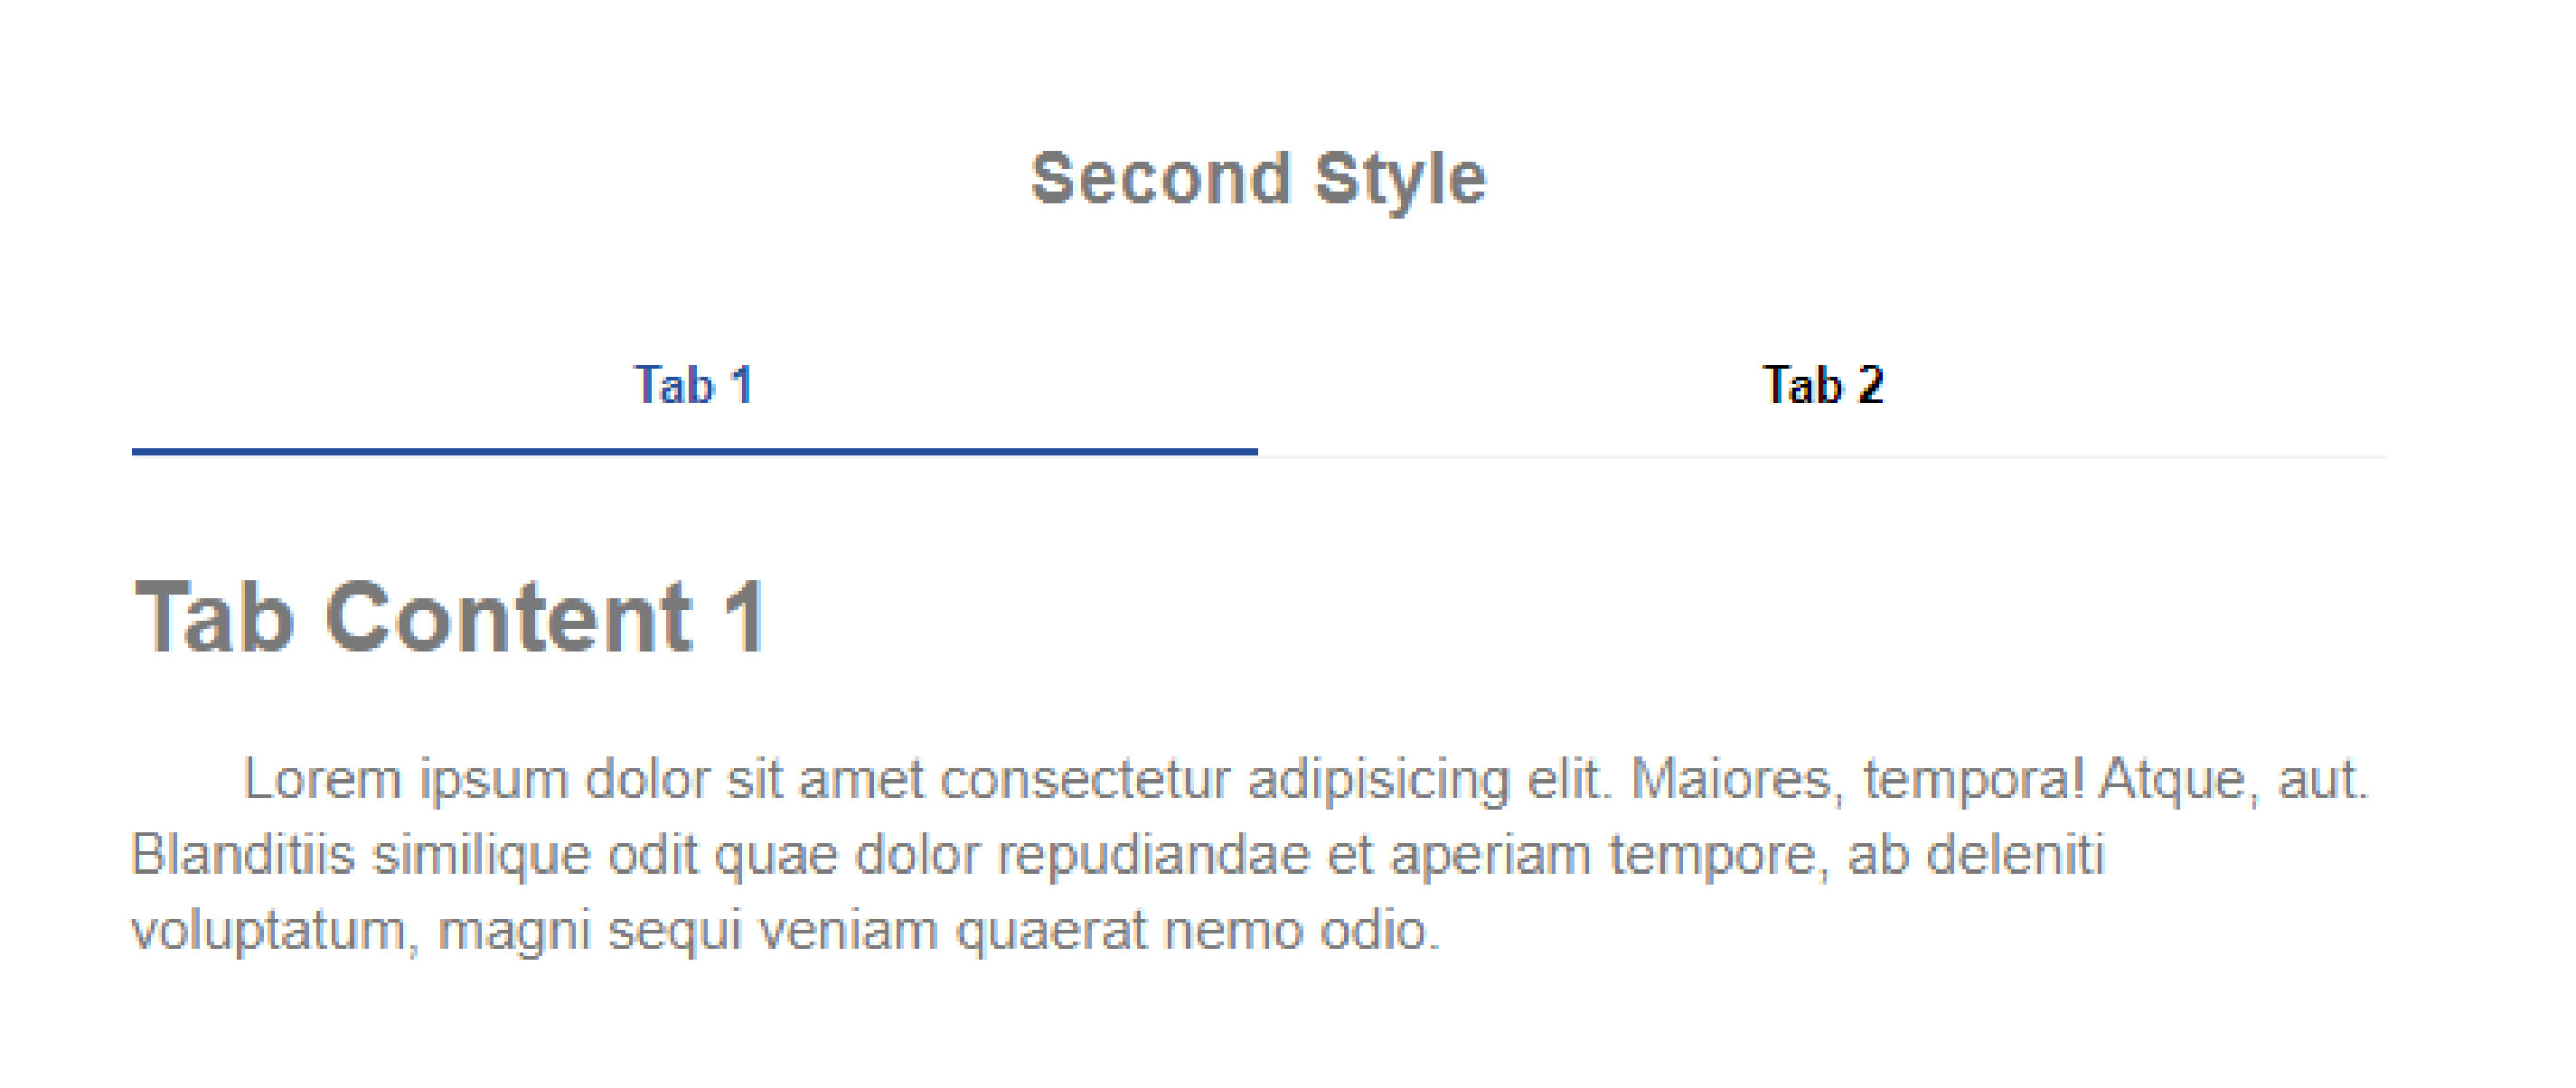 Second Style
Tab 1
Tab 2
Tab Content 1
Lorem ipsum dolor sit amet consectetur adipisicing elit. Maiores, tempora! Atque, aut.
Blanditiis similique odit quae dolor repudiandae et aperiam tempore, ab deleniti
voluptatum, magni sequi veniam quaerat nemo odio.